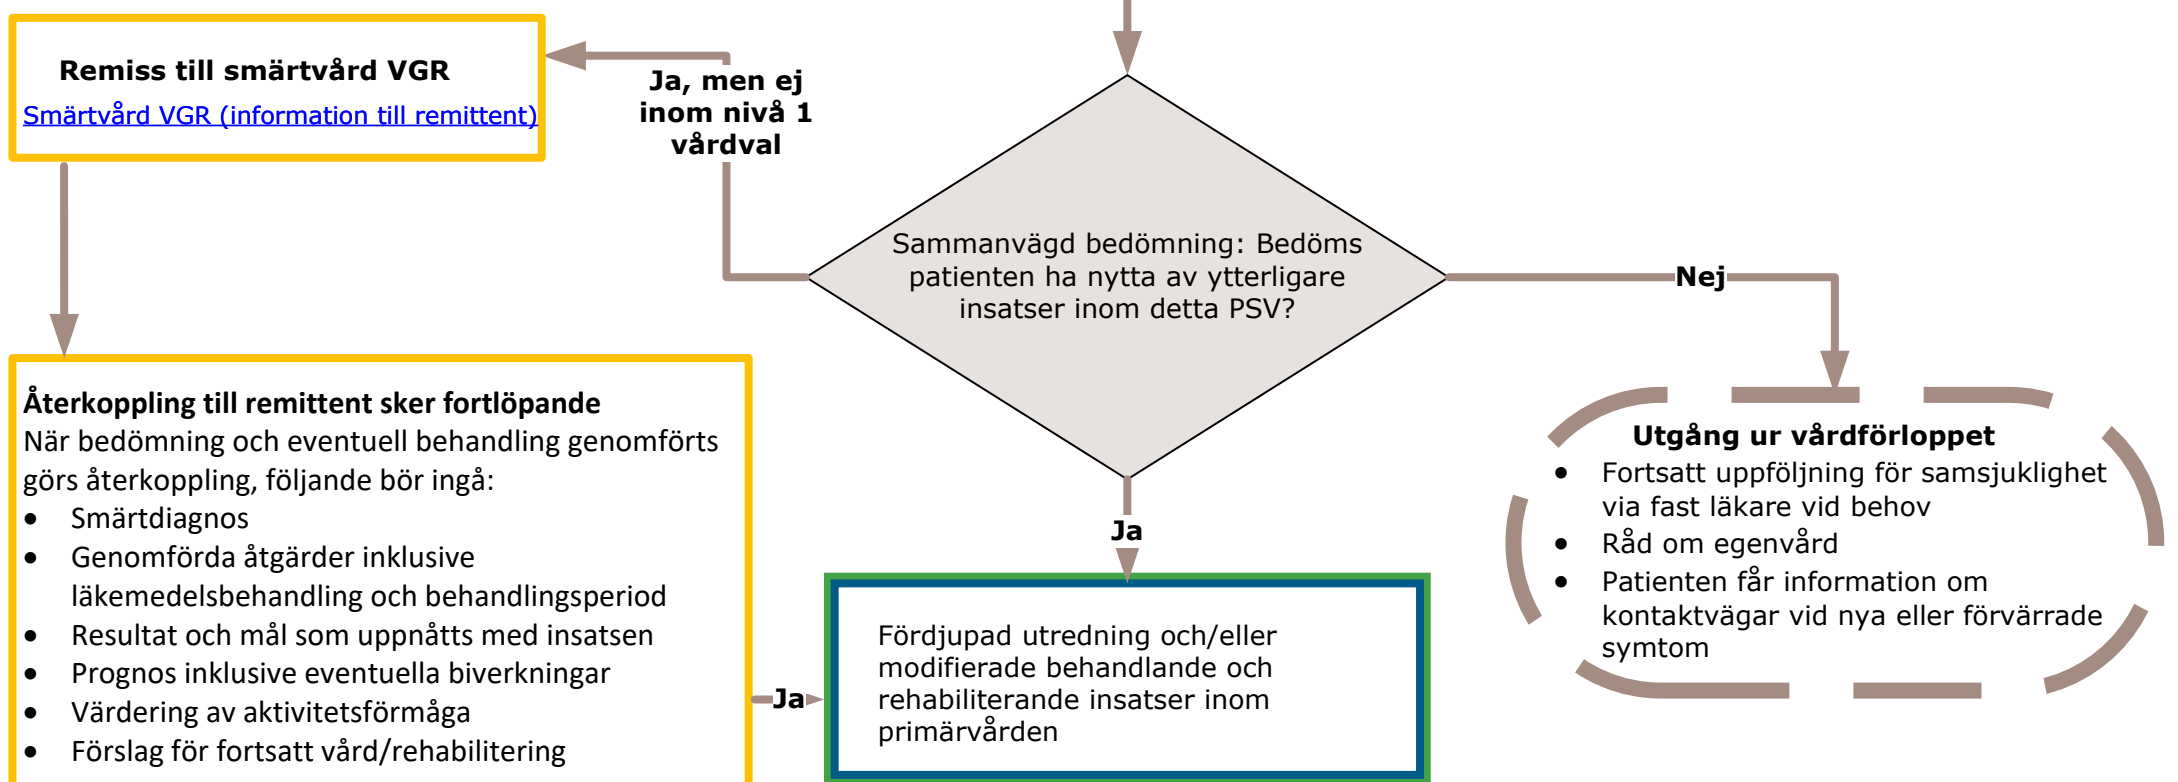 Remiss till smärtvård VGR
Smärtvård VGR (information till remittent)
Ja, men ej
inom nivå 1
vårdval
Sammanvägd bedömning: Bedöms
patienten ha nytta av ytterligare
insatser inom detta PSV?
Nej
Återkoppling till remittent sker fortlöpande
När bedömning och eventuell behandling genomförts
görs återkoppling, följande bör ingå:
• Smärtdiagnos
• Genomförda åtgärder inklusive
läkemedelsbehandling och behandlingsperiod
• Resultat och mål som uppnåtts med insatsen
• Prognos inklusive eventuella biverkningar
• Värdering av aktivitetsförmåga
• Förslag för fortsatt vård/rehabilitering
Ja
Ja
Fördjupad utredning och/eller
modifierade behandlande och
rehabiliterande insatser inom
primärvården
Utgång ur vårdförloppet
• Fortsatt uppföljning för samsjuklighet
via fast läkare vid behov
• Råd om egenvård
• Patienten får information om
kontaktvägar vid nya eller förvärrade
symtom